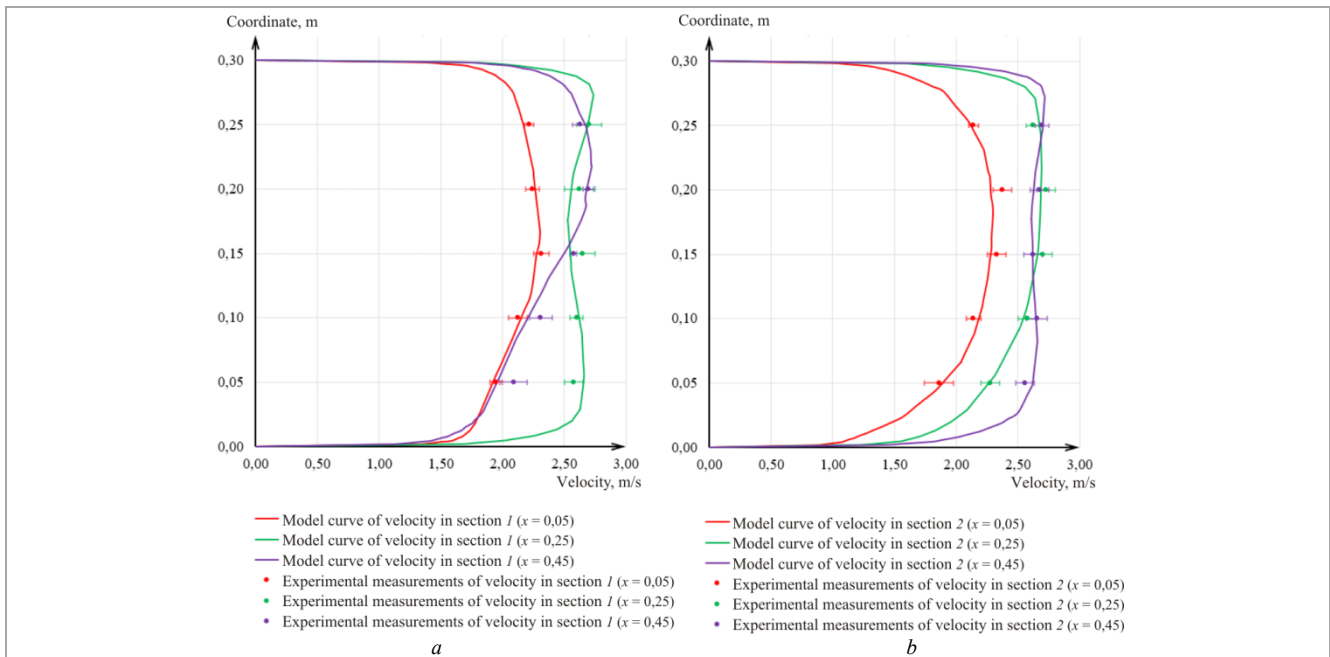 Coordinate, m
0,30
0,25
0,20
0,15
0,10
0,05
0,00
0,00 0,50 1,00 1,50 2,00 2,50 3,00
Velocity, m/s
Model curve of velocity in section 1 (x = 0,05)
Model curve of velocity in section 1 (x = 0,25)
Model curve of velocity in section 1 (x = 0,45)
Experimental measurements of velocity in section 1 (x = 0,05)
Experimental measurements of velocity in section 1 (x = 0,25)
Experimental measurements of velocity in section 1 (x = 0,45)
a
Coordinate, m
0,30
0,25
0,20
0,15
0,10
0,05
0,00
0,00 0,50 1,00 1,50 2,00 2,50 3,00
Velocity, m/s
Model curve of velocity in section 2 (x = 0,05)
Model curve of velocity in section 2 (x = 0,25)
Model curve of velocity in section 2 (x = 0,45)
Experimental measurements of velocity in section 2 (x = 0,05)
Experimental measurements of velocity in section 2 (x = 0,25)
Experimental measurements of velocity in section 2 (x = 0,45)
b